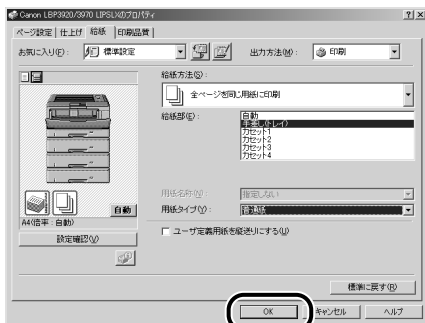 Canon LBP3920/3970 LIPSLXのプロパティ
ページ設定 仕上げ 給紙 印刷品質
お気に入り(F): 標準設定 出力方法(M): 印刷
給紙方法(S):
全ページを同じ用紙に印刷
給紙部(E):
自動
手差し(トレイ)
カセット1
カセット2
カセット3
カセット4
自動
A4(倍率:自動)
設定確認(V)
用紙名称(N): 指定しない
用紙タイプ(Y): 普通紙
ユーザ定義用紙を縦送りにする(U)
標準に戻す(R)
OK キャンセル ヘルプ